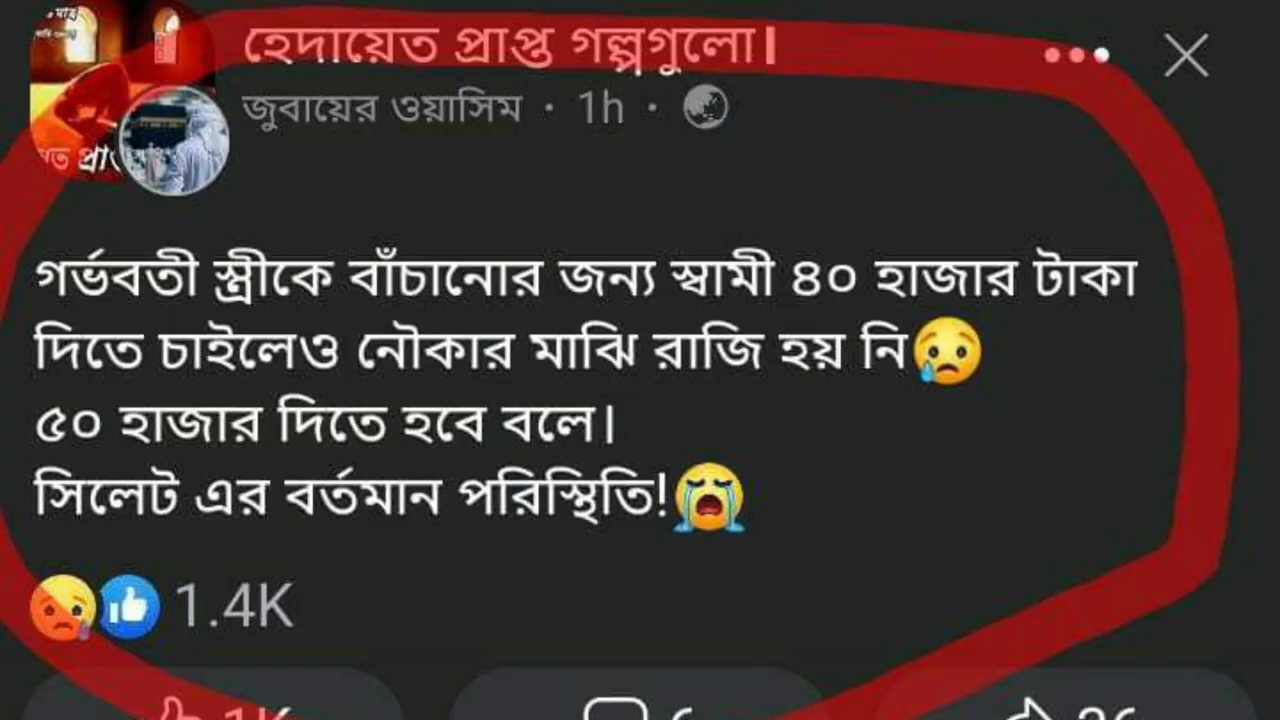 হেদায়েত প্রাপ্ত গল্পগুলো।
জুবায়ের ওয়াসিম · 1h ·
গর্ভবতী স্ত্রীকে বাঁচানোর জন্য স্বামী ৪০ হাজার টাকা
দিতে চাইলেও নৌকার মাঝি রাজি হয় নি😢
৫০ হাজার দিতে হবে বলে।
সিলেট এর বর্তমান পরিস্থিতি!😭
1.4K